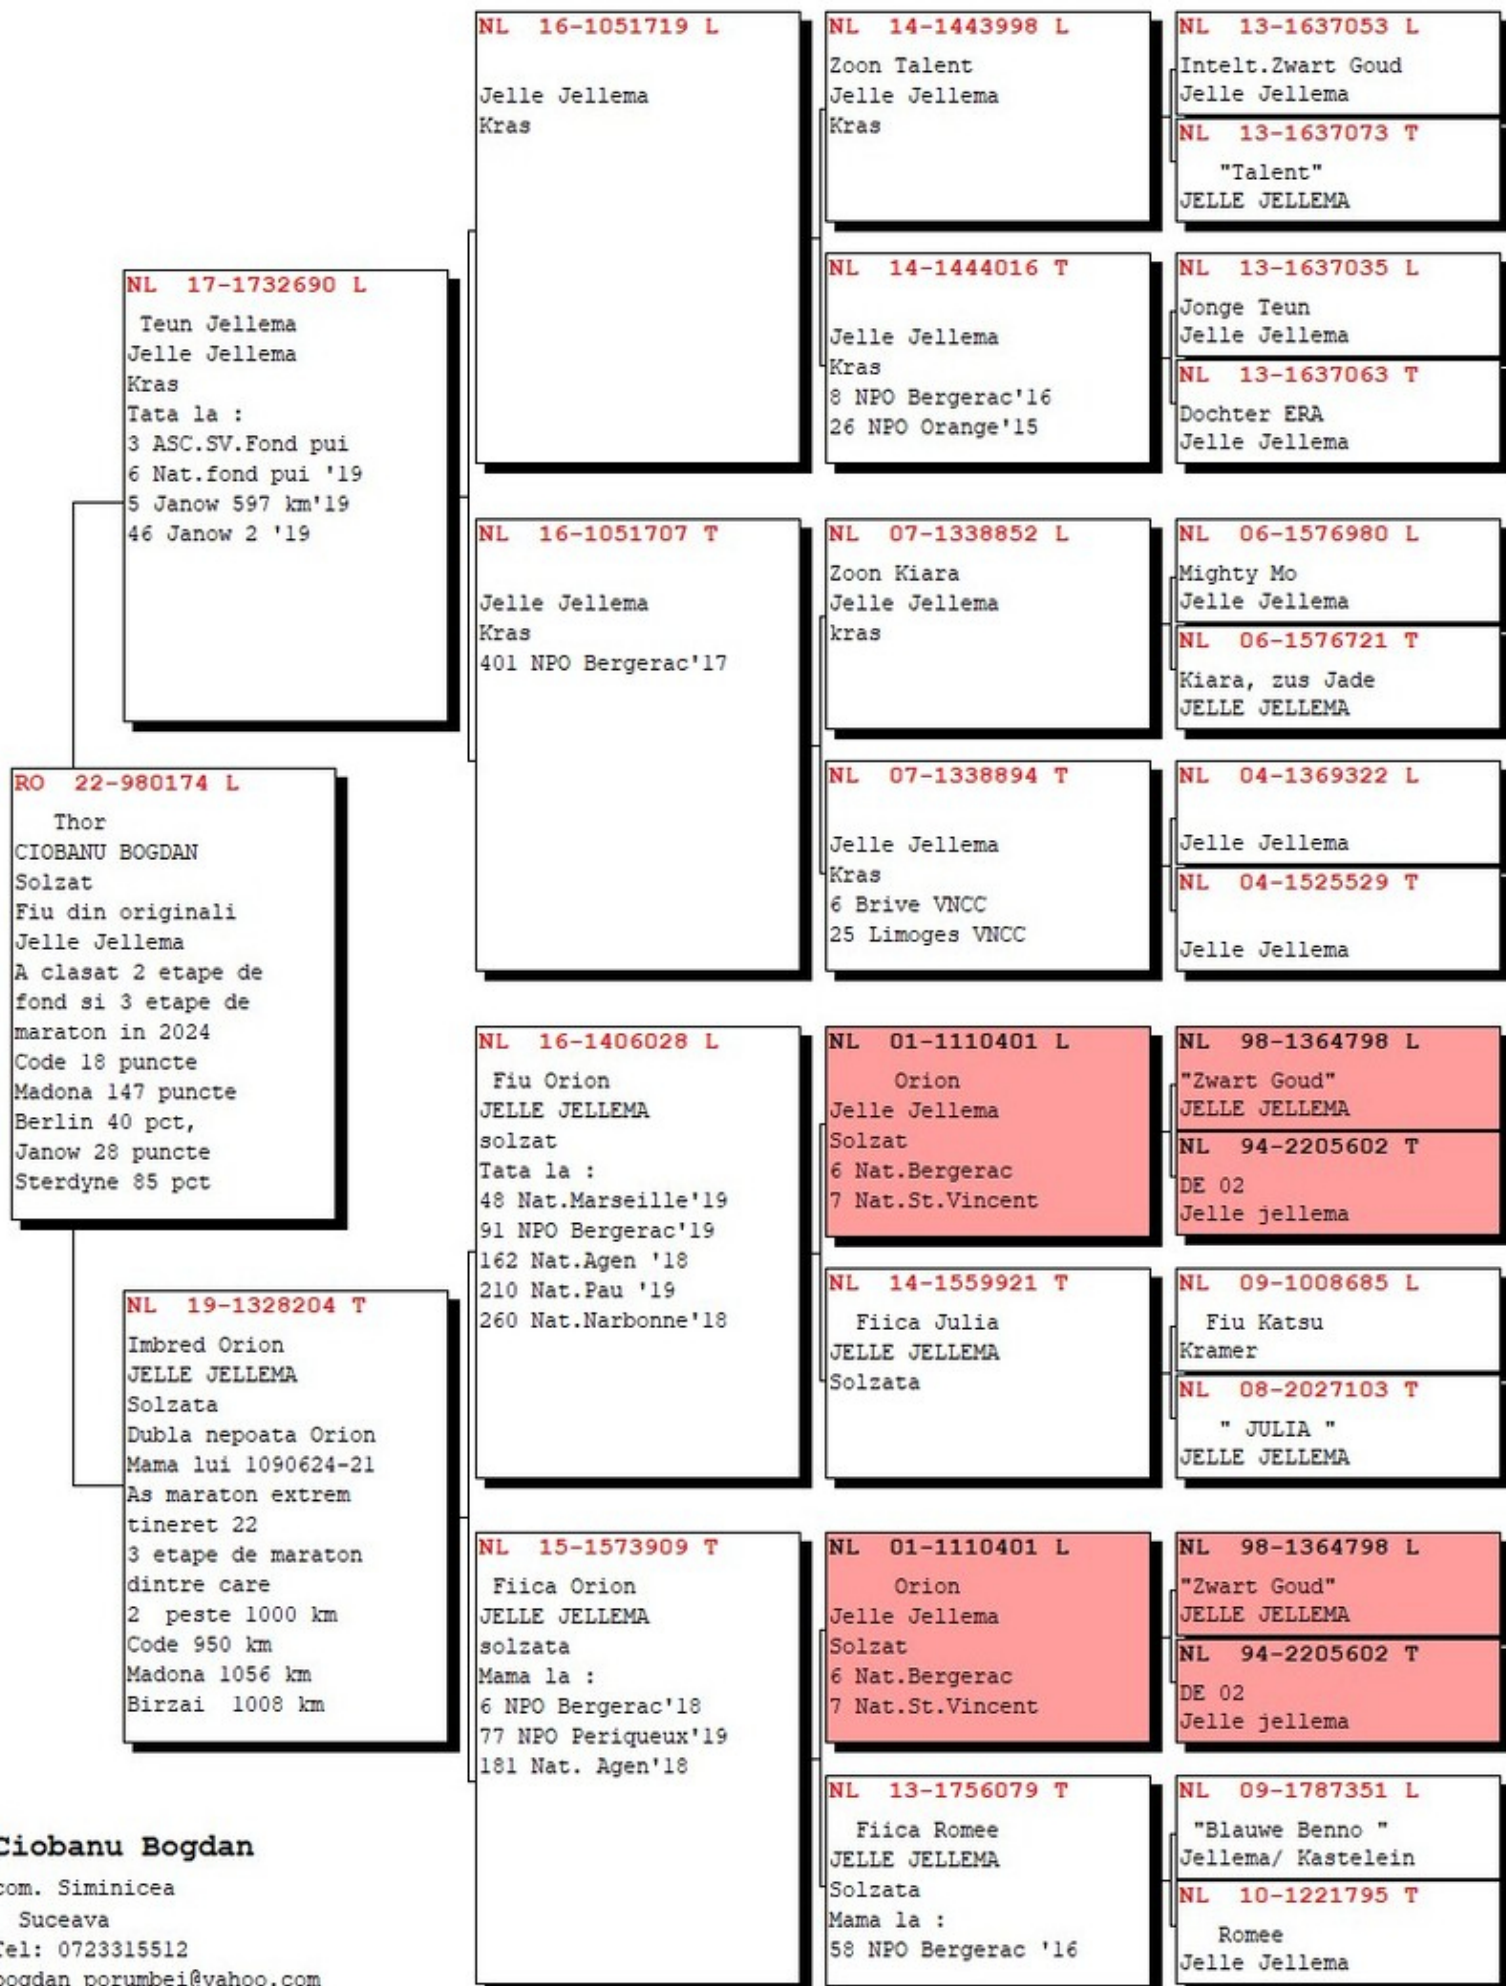 RO 22-980174 L
Thor
CIOBANU BOGDAN
Solzat
Fiu din originali
Jelle Jellema
A clasat 2 etape de
fond si 3 etape de
maraton in 2024
Code 18 puncte
Madona 147 puncte
Berlin 40 pct,
Janow 28 puncte
Sterdyne 85 pct
NL 17-1732690 L
Teun Jellema
Jelle Jellema
Kras
Tata la :
3 ASC.SV.Fond pui
6 Nat.fond pui '19
5 Janow 597 km'19
46 Janow 2 '19
NL 19-1328204 T
Imbred Orion
JELLE JELLEMA
Solzata
Dubla nepoata Orion
Mama lui 1090624-21
As maraton extrem
tineret 22
3 etape de maraton
dintre care
2 peste 1000 km
Code 950 km
Madona 1056 km
Birzai 1008 km
NL 16-1051719 L
Jelle Jellema
Kras
NL 16-1051707 T
Jelle Jellema
Kras
401 NPO Bergerac'17
NL 16-1406028 L
Fiu Orion
JELLE JELLEMA
solzat
Tata la :
48 Nat.Marseille'19
91 NPO Bergerac'19
162 Nat.Agen '18
210 Nat.Pau '19
260 Nat.Narbonne'18
NL 15-1573909 T
Fiica Orion
JELLE JELLEMA
solzata
Mama la :
6 NPO Bergerac'18
77 NPO Periqueux'19
181 Nat. Agen'18
NL 14-1443998 L
Zoon Talent
Jelle Jellema
Kras
NL 14-1444016 T
Jelle Jellema
Kras
8 NPO Bergerac'16
26 NPO Orange'15
NL 07-1338852 L
Zoon Kiara
Jelle Jellema
kras
NL 07-1338894 T
Jelle Jellema
Kras
6 Brive VNCC
25 Limoges VNCC
NL 01-1110401 L
Orion
Jelle Jellema
Solzat
6 Nat.Bergerac
7 Nat.St.Vincent
NL 14-1559921 T
Fiica Julia
JELLE JELLEMA
Solzata
NL 01-1110401 L
Orion
Jelle Jellema
Solzat
6 Nat.Bergerac
7 Nat.St.Vincent
NL 13-1756079 T
Fiica Romee
JELLE JELLEMA
Solzata
Mama la :
58 NPO Bergerac '16
NL 13-1637053 L
Intelt.Zwart Goud
Jelle Jellema
NL 13-1637073 T
"Talent"
JELLE JELLEMA
NL 13-1637035 L
Jonge Teun
Jelle Jellema
NL 13-1637063 T
Dochter ERA
Jelle Jellema
NL 06-1576980 L
Mighty Mo
Jelle Jellema
NL 06-1576721 T
Kiara, zus Jade
JELLE JELLEMA
NL 04-1369322 L
Jelle Jellema
NL 04-1525529 T
Jelle Jellema
NL 98-1364798 L
"Zwart Goud"
JELLE JELLEMA
NL 94-2205602 T
DE 02
Jelle jellema
NL 09-1008685 L
Fiu Katsu
Kramer
NL 08-2027103 T
" JULIA "
JELLE JELLEMA
NL 98-1364798 L
"Zwart Goud"
JELLE JELLEMA
NL 94-2205602 T
DE 02
Jelle jellema
NL 09-1787351 L
"Blauwe Benno "
Jellema/ Kastelein
NL 10-1221795 T
Romee
Jelle Jellema
Ciobanu Bogdan
com. Siminicea
Suceava
Tel: 0723315512
bogdan_porumbei@yahoo.com